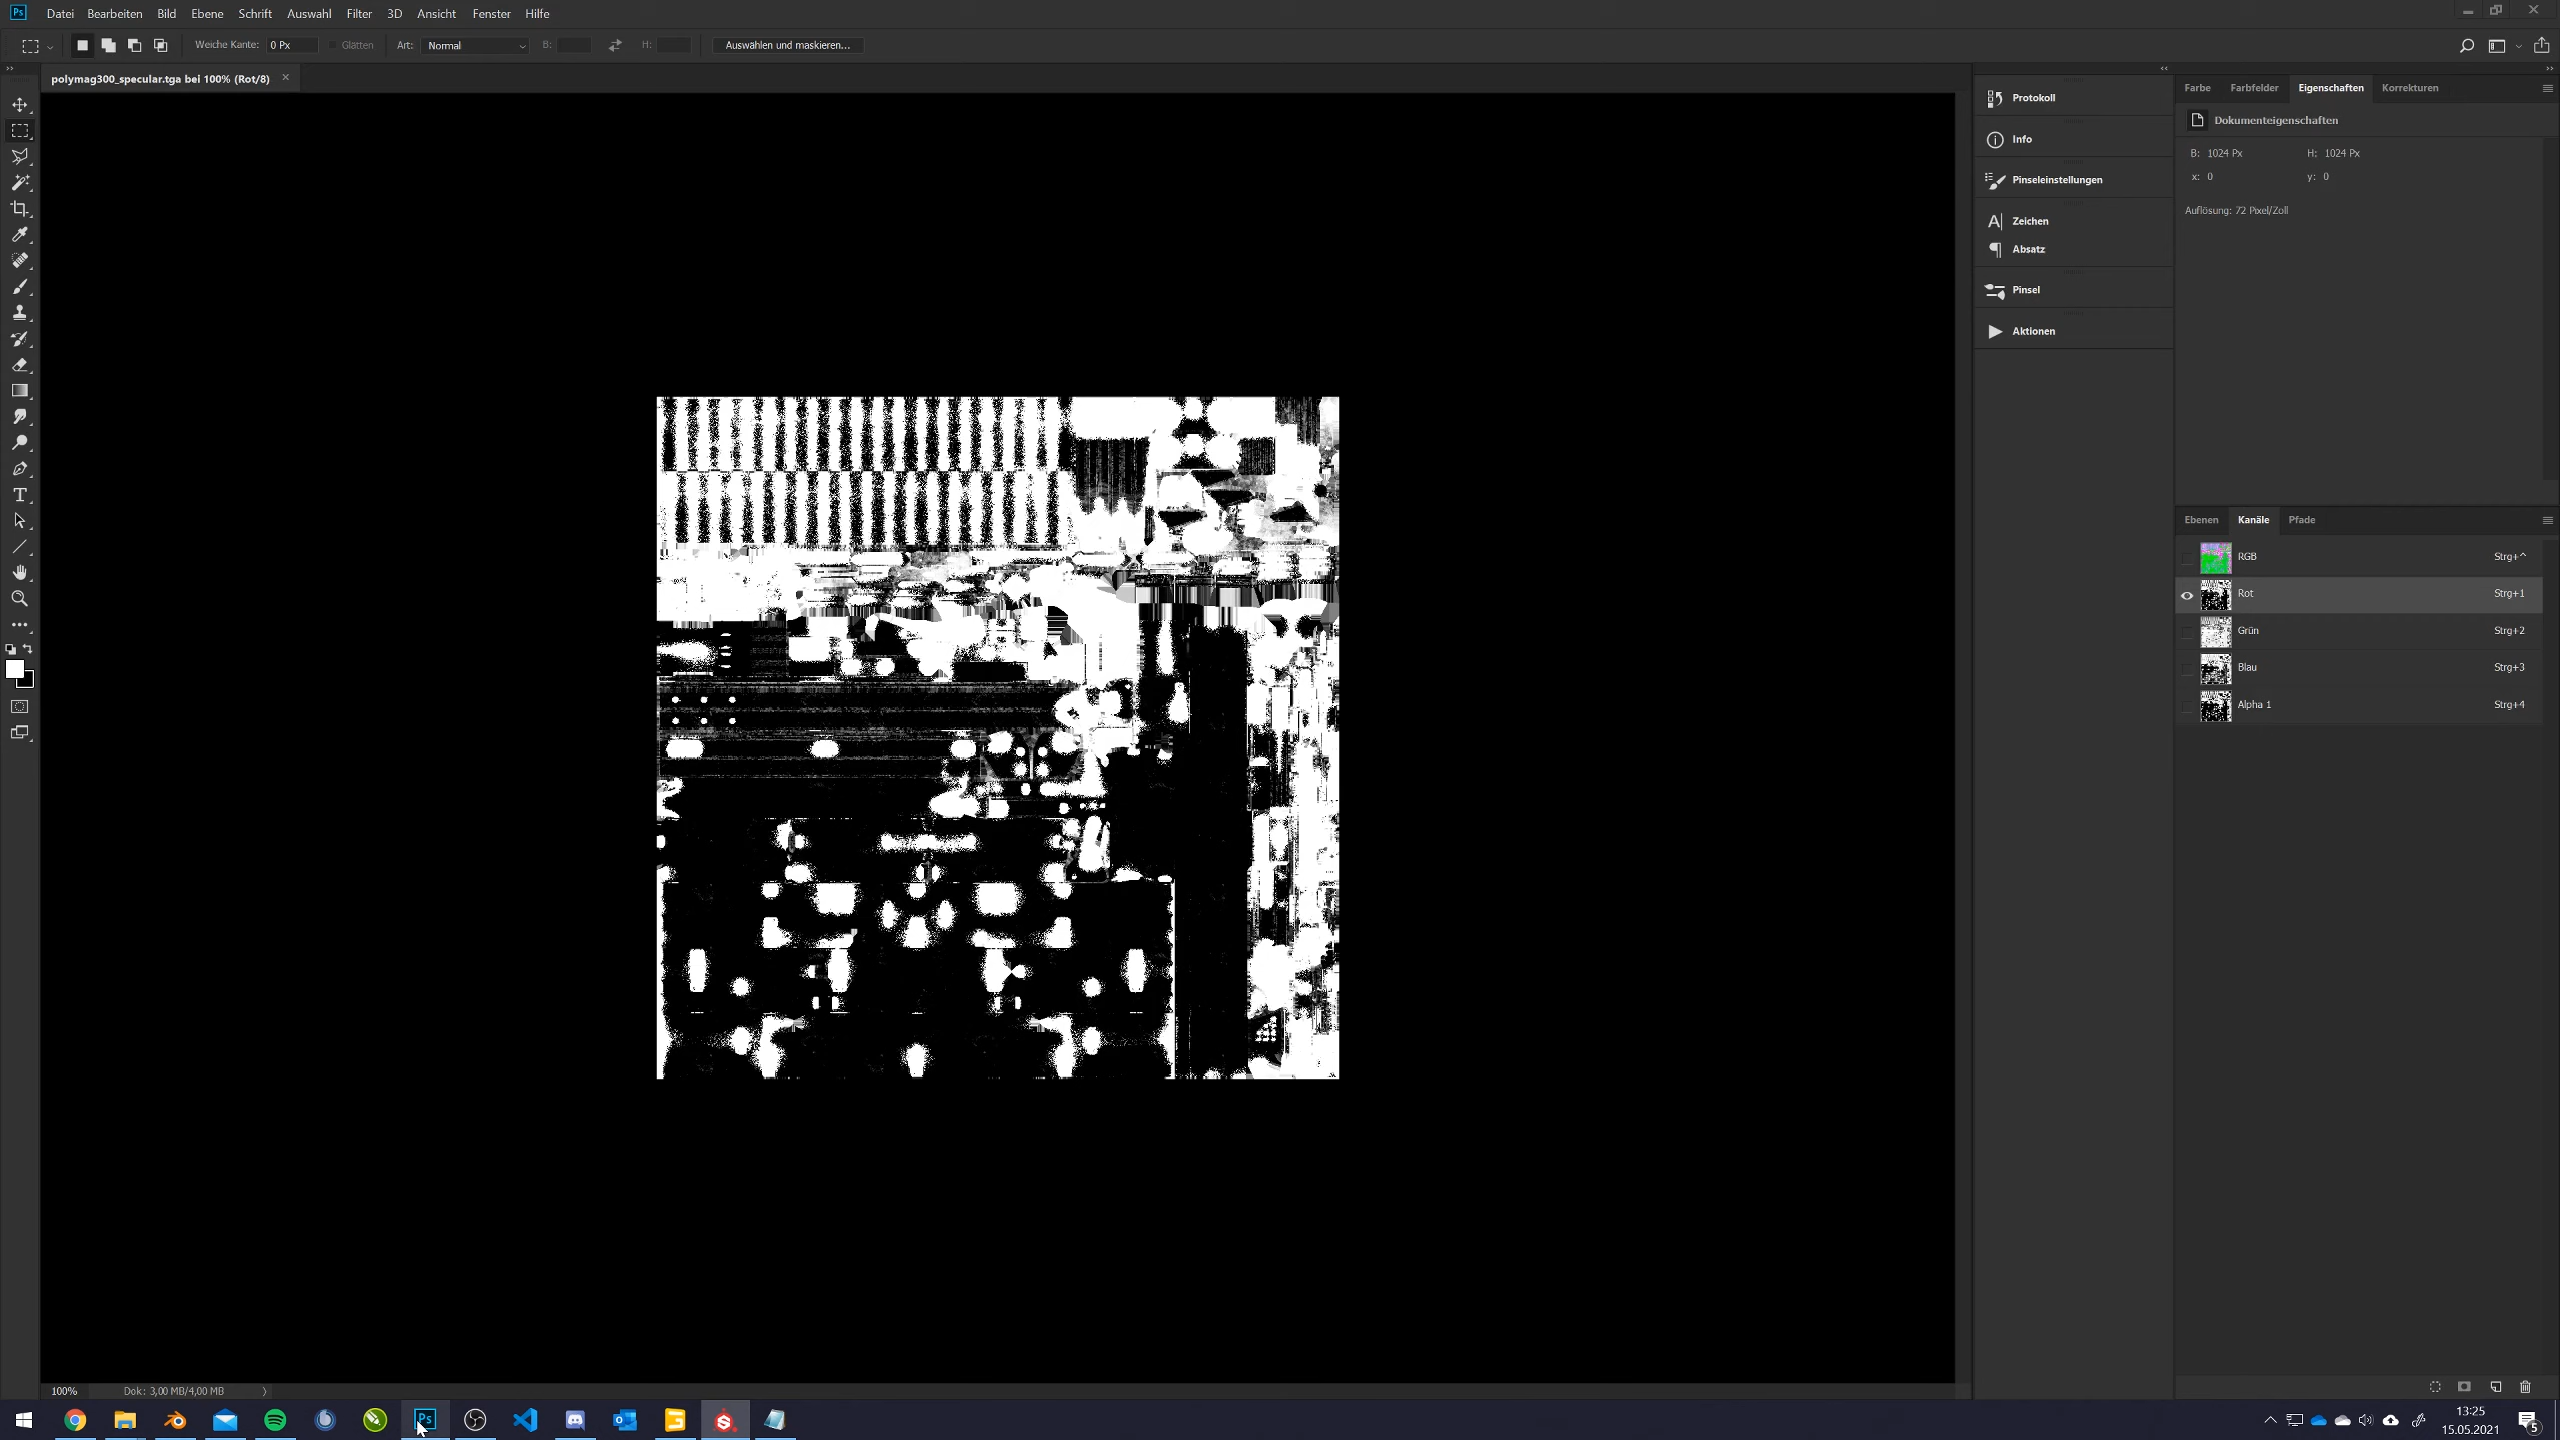 Ps Datei Bearbeiten Bild Ebene Schrift Auswahl Filter 3D Ansicht Fenster Hilfe
Weiche Kante: 0 Px Glätten Art: Normal B: H: Auswählen und maskieren...
polymag300_specular.tga bei 100% (Rot/8)
Protokoll
Info
Pinseleinstellungen
Zeichen
Absatz
Pinsel
Aktionen
Farbe Farbfelder Eigenschaften Korrekturen
Dokumenteigenschaften
B: 1024 Px H: 1024 Px
x: 0 y: 0
Auflösung: 72 Pixel/Zoll
Ebenen Kanäle Pfade
RGB Strg+^
Rot Strg+1
Grün Strg+2
Blau Strg+3
Alpha 1 Strg+4
100% Dok: 3,00 MB/4,00 MB
Ps
13:25
15.05.2021
5